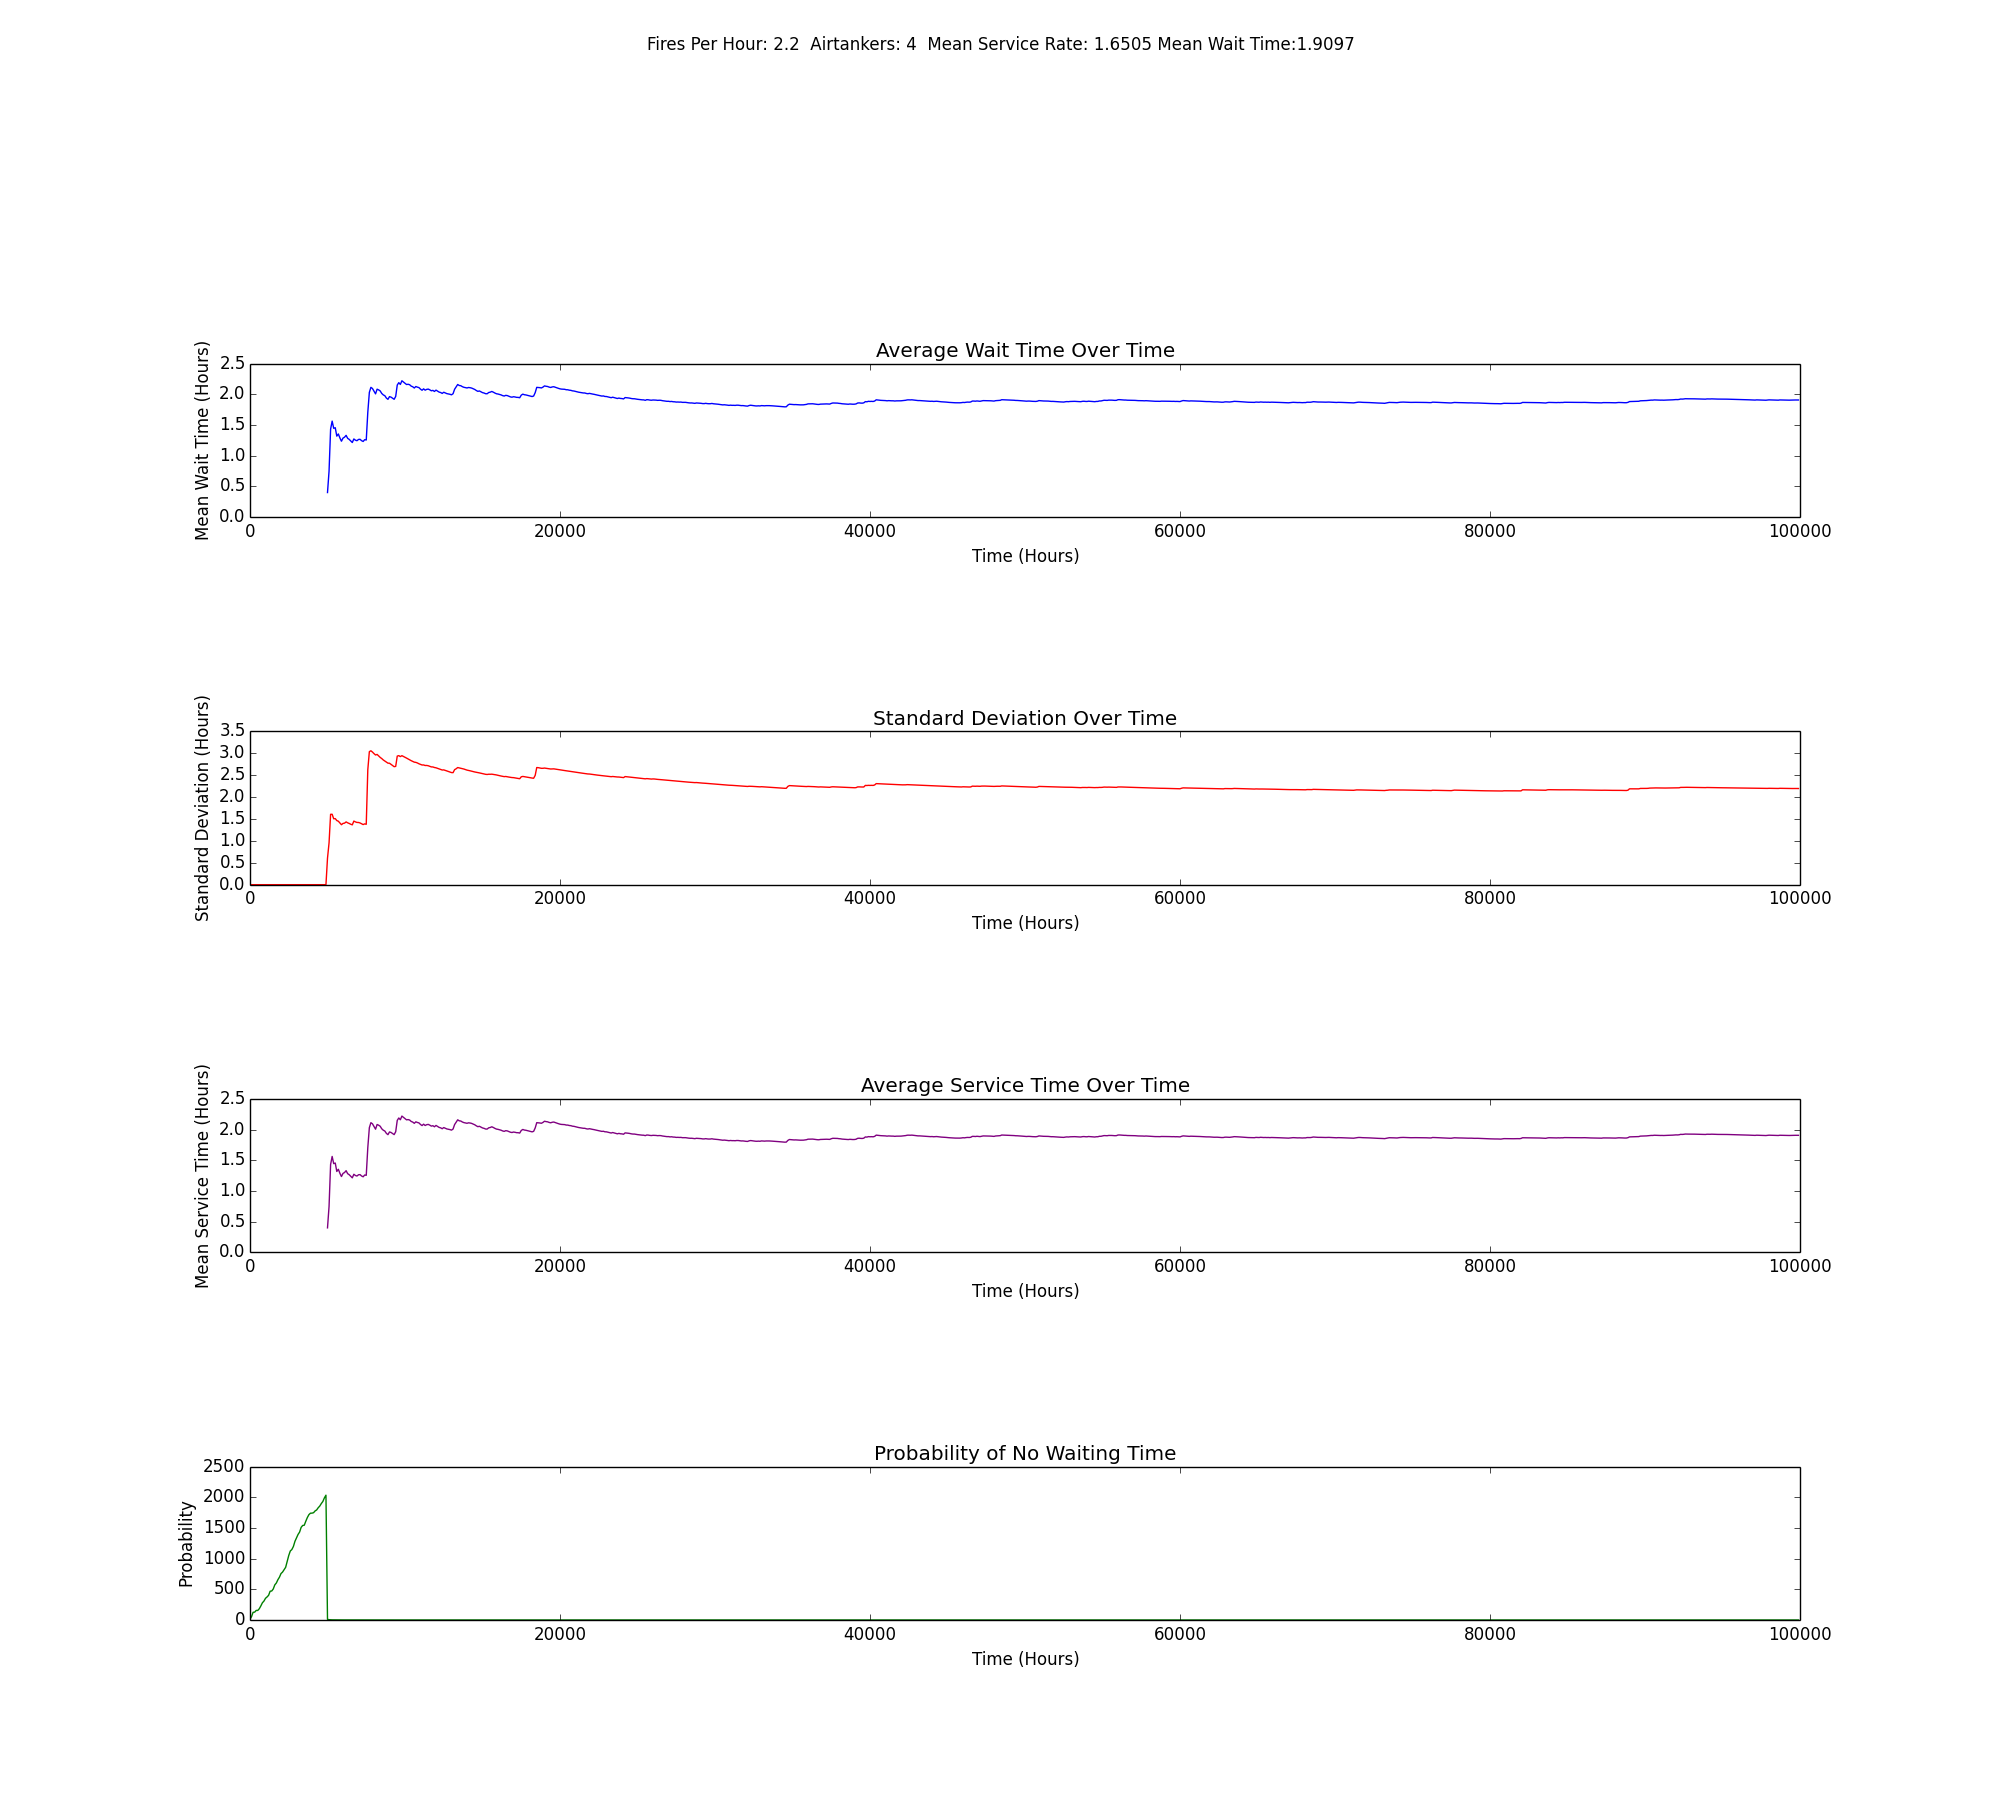 Fires Per Hour: 2.2  Airtankers: 4  Mean Service Rate: 1.6505 Mean Wait Time:1.9097
Average Wait Time Over Time
Mean Wait Time (Hours)
2.5
2.0
1.5
1.0
0.5
0.0
0 20000 40000 60000 80000 100000
Time (Hours)
Standard Deviation Over Time
Standard Deviation (Hours)
3.5
3.0
2.5
2.0
1.5
1.0
0.5
0.0
0 20000 40000 60000 80000 100000
Time (Hours)
Average Service Time Over Time
Mean Service Time (Hours)
2.5
2.0
1.5
1.0
0.5
0.0
0 20000 40000 60000 80000 100000
Time (Hours)
Probability of No Waiting Time
Probability
2500
2000
1500
1000
500
0
0 20000 40000 60000 80000 100000
Time (Hours)